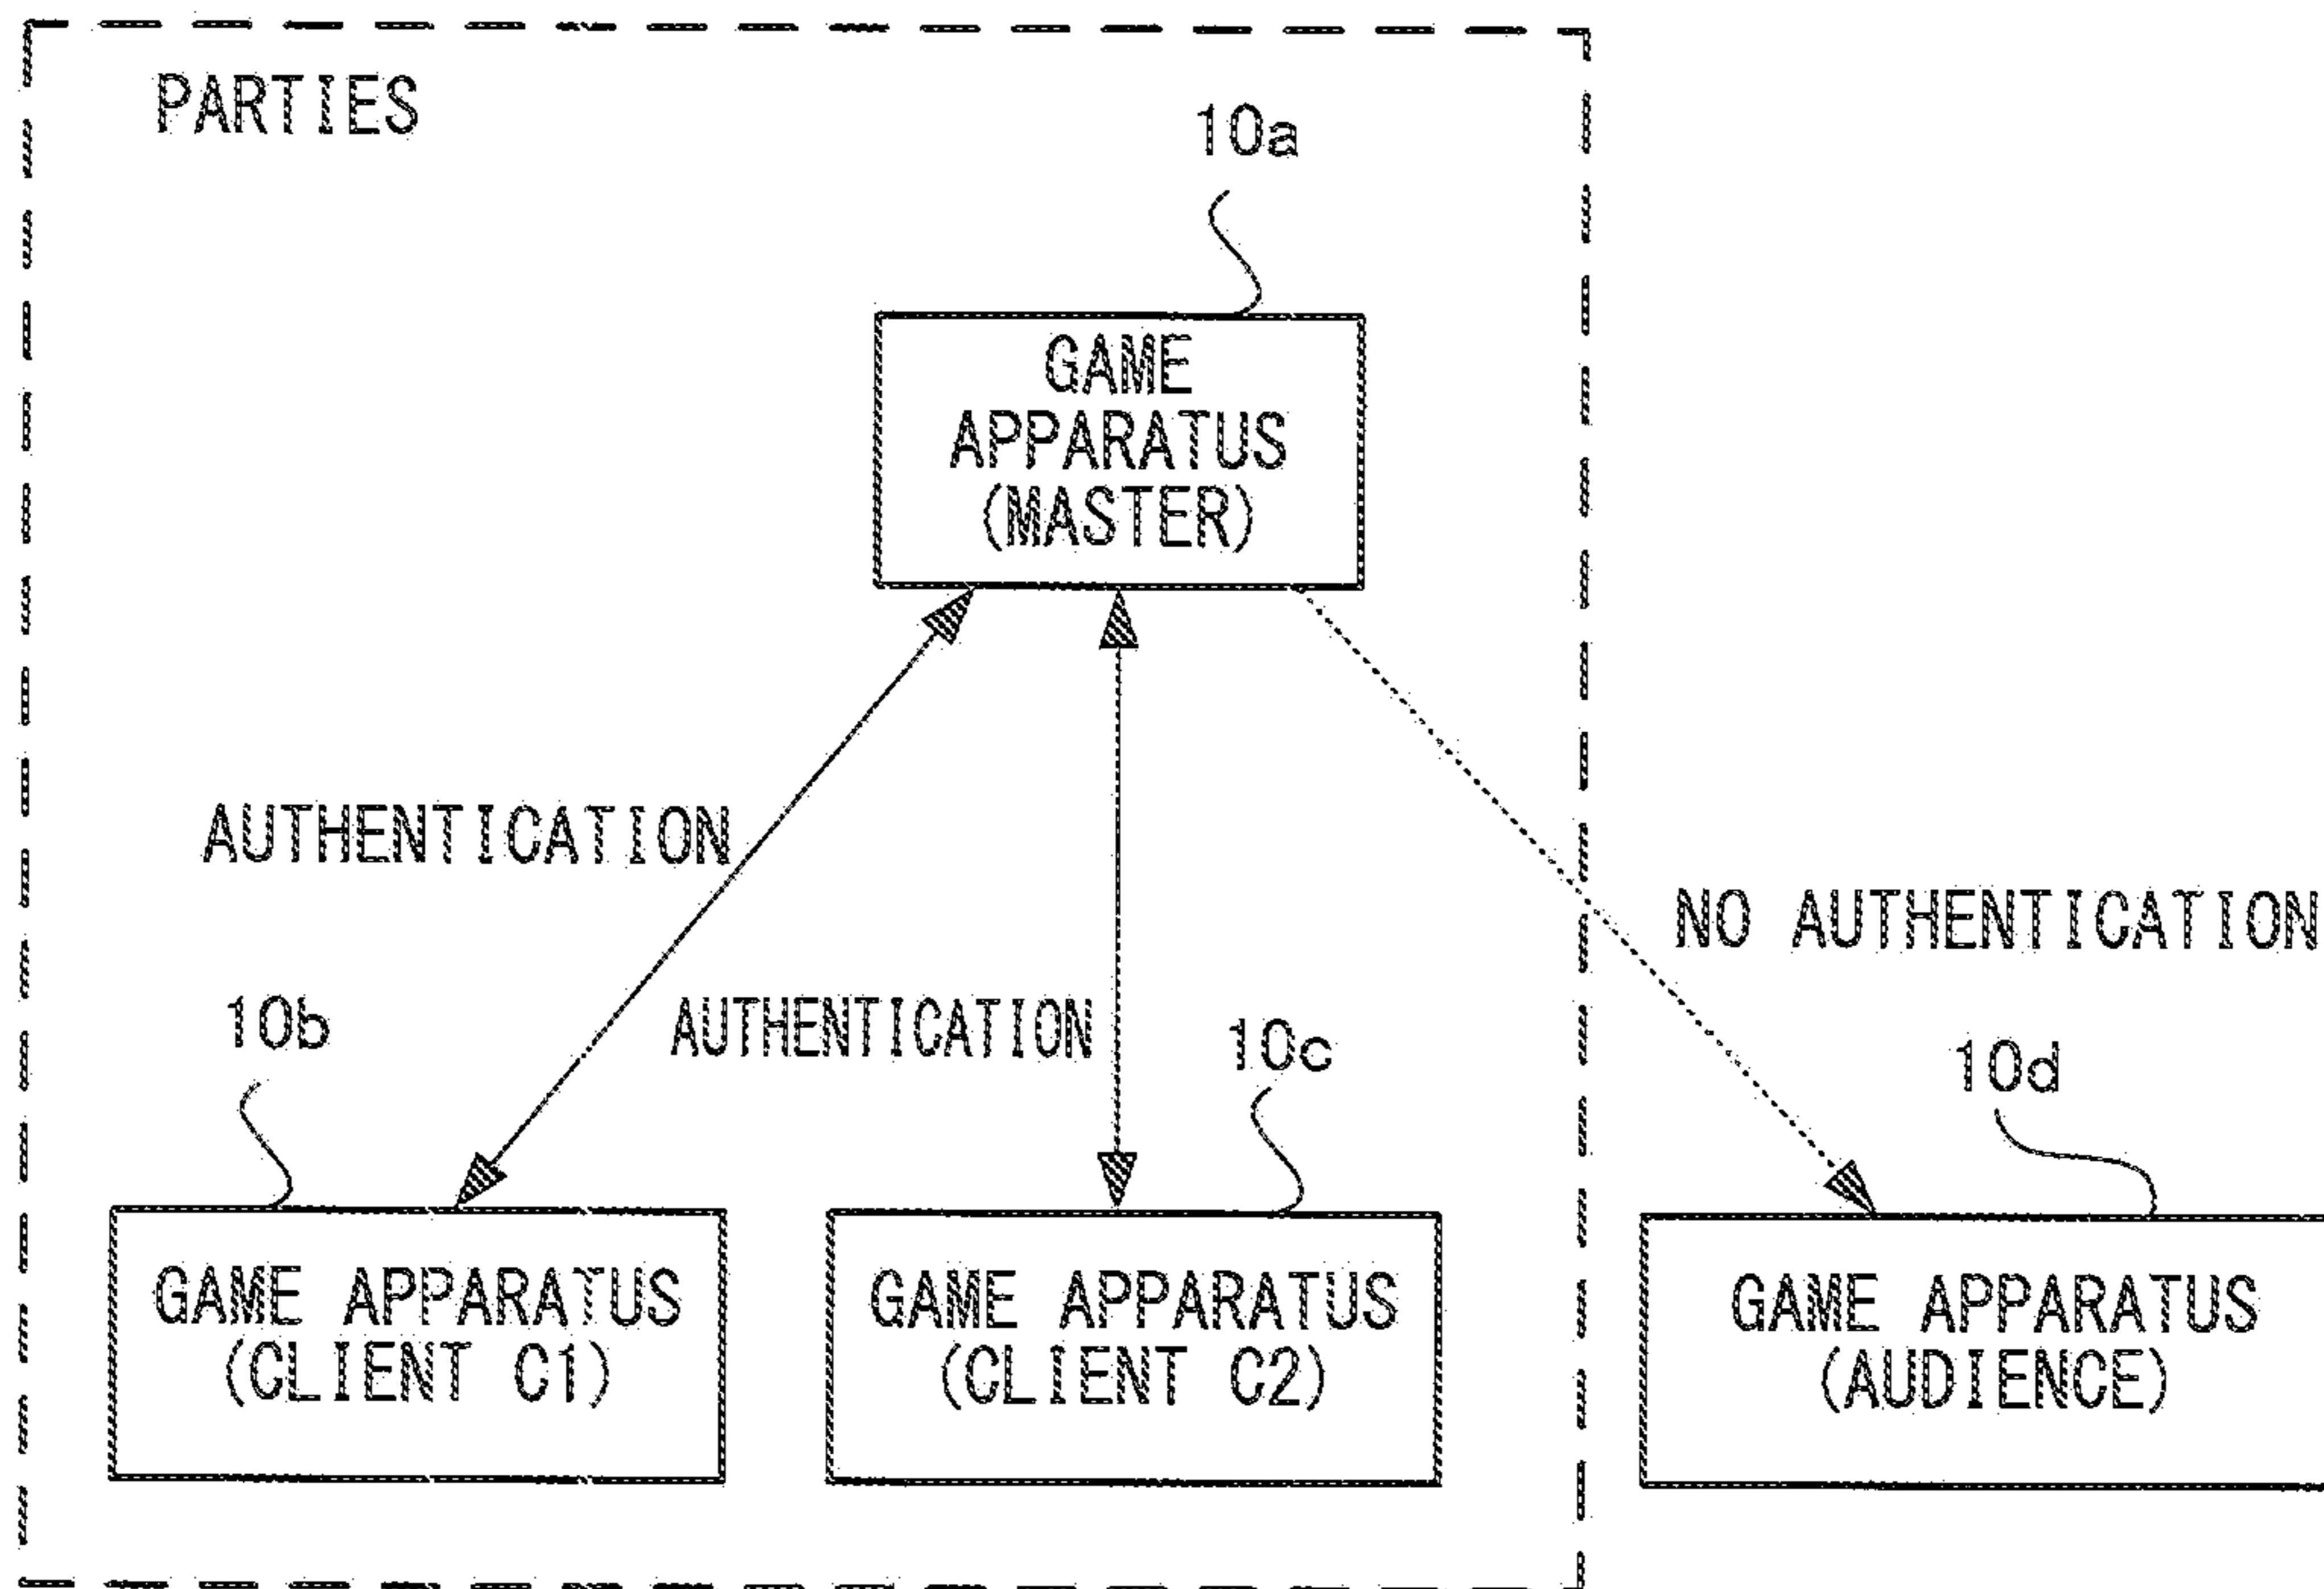 PARTIES
10a
GAME
APPARATUS
(MASTER)
AUTHENTICATION
NO AUTHENTICATION
10b
AUTHENTICATION
10c
10d
GAME APPARATUS
(CLIENT C1)
GAME APPARATUS
(CLIENT C2)
GAME APPARATUS
(AUDIENCE)